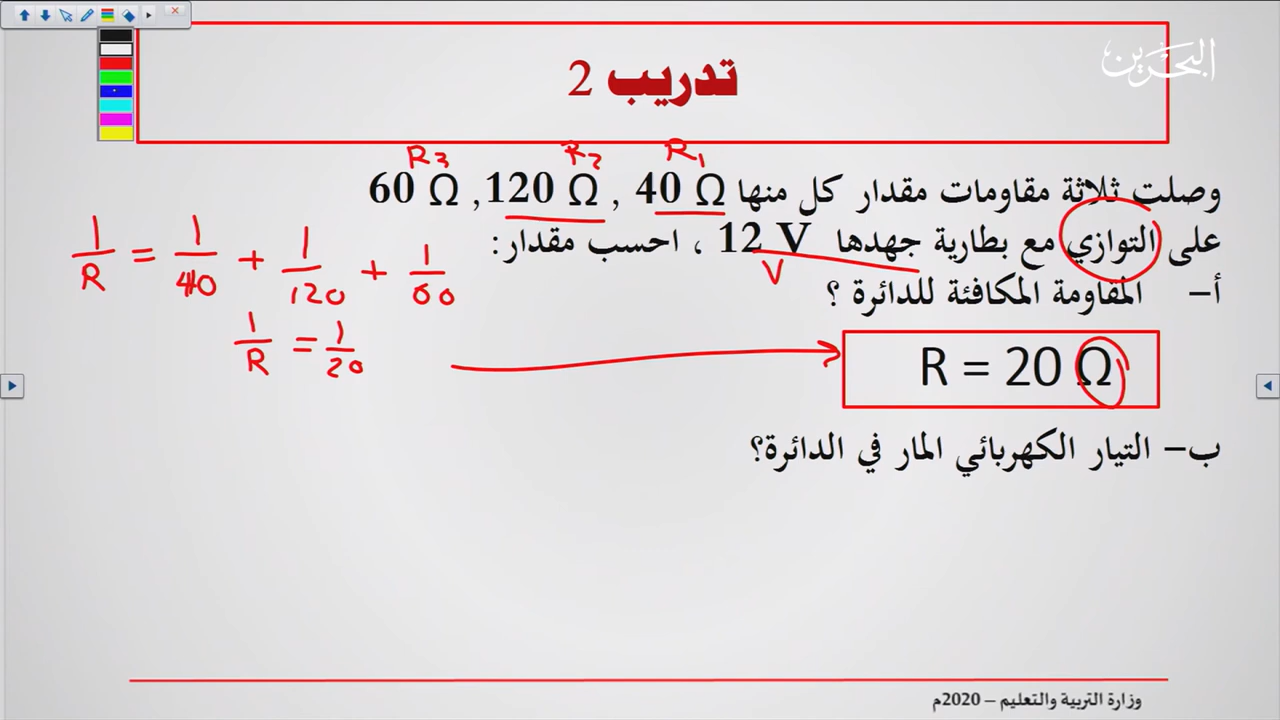 البحرين
تدريب 2
R3 R2 R1
وصلت ثلاثة مقاومات مقدار كل منها 40 Ω , 120 Ω, 60 Ω
على التوازي مع بطارية جهدها 12 V ، احسب مقدار:
V
أ- المقاومة المكافئة للدائرة ؟
1/R = 1/40 + 1/120 + 1/60
1/R = 1/20
R = 20 Ω
ب- التيار الكهربائي المار في الدائرة؟
وزارة التربية والتعليم – 2020م